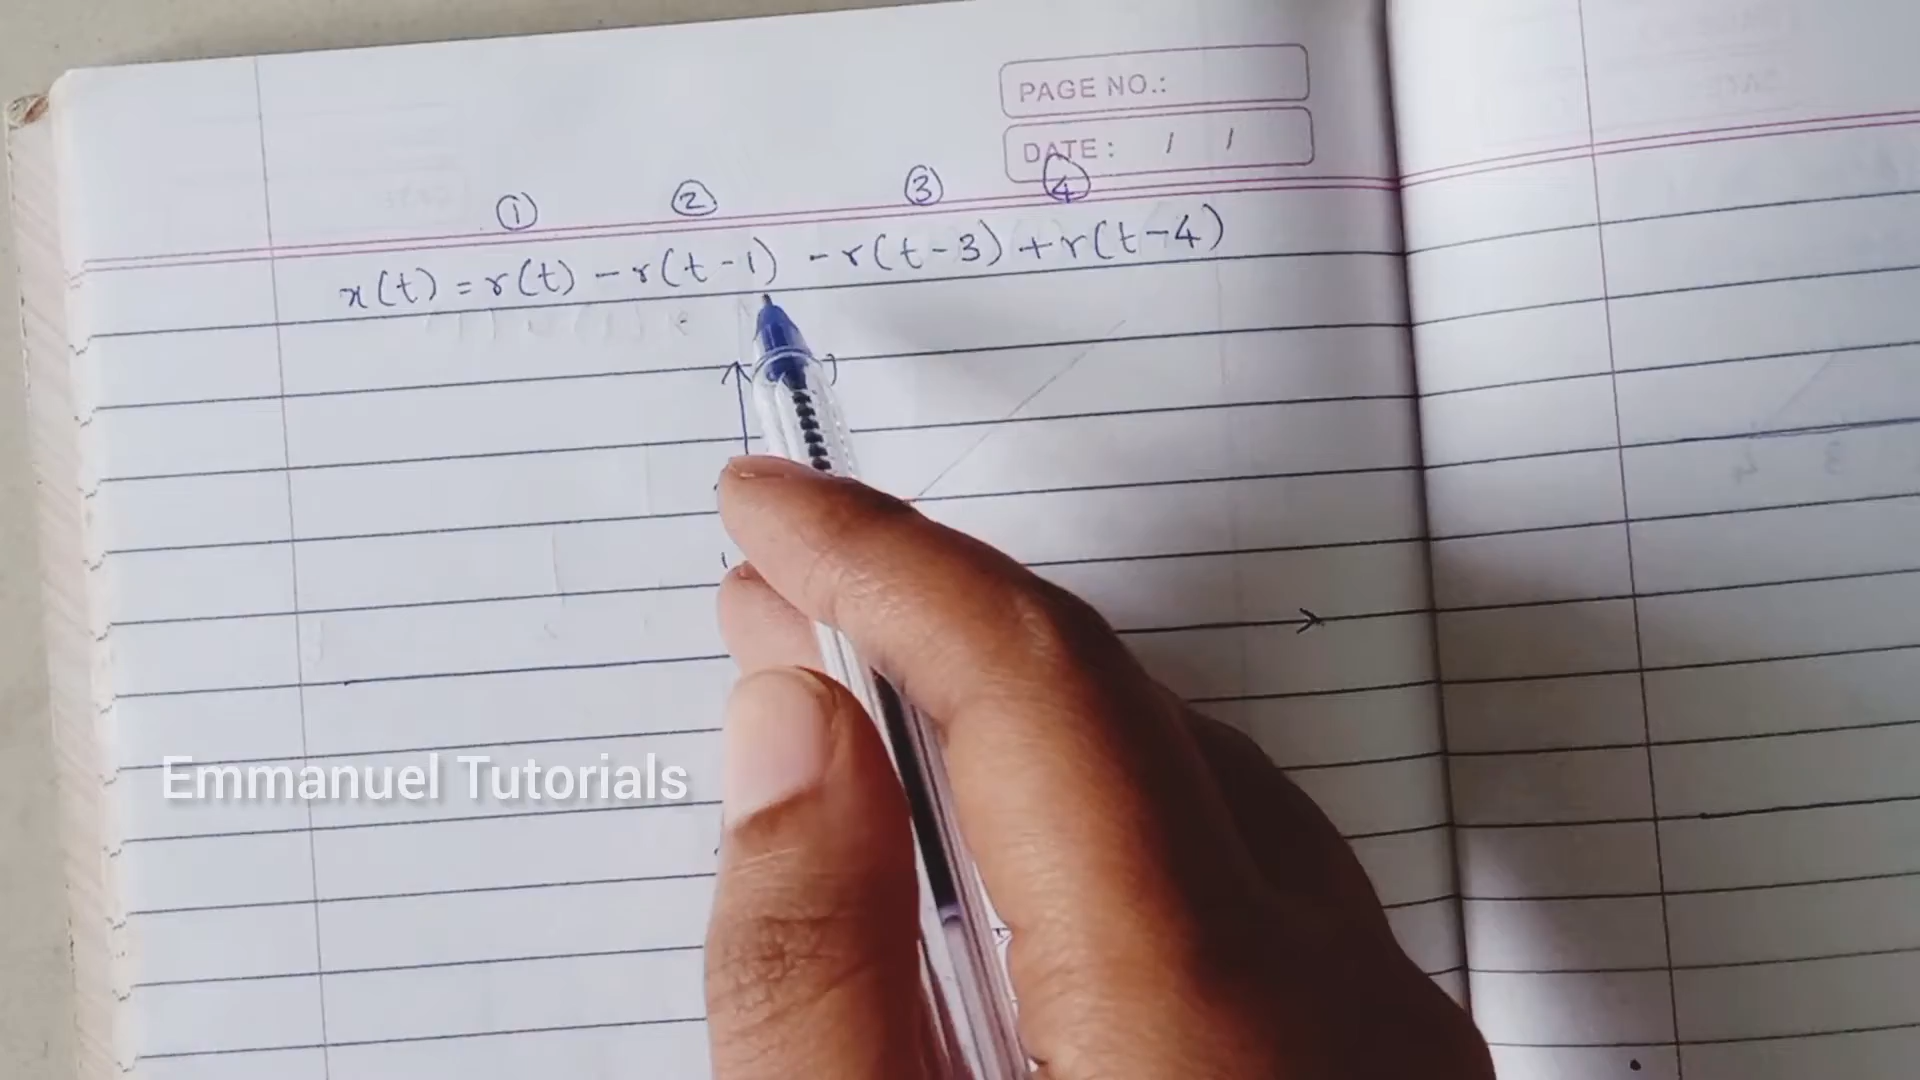 PAGE NO.:
DATE: / /
① ② ③ ④
x(t) = r(t) - r(t-1) - r(t-3) + r(t-4)
Emmanuel Tutorials